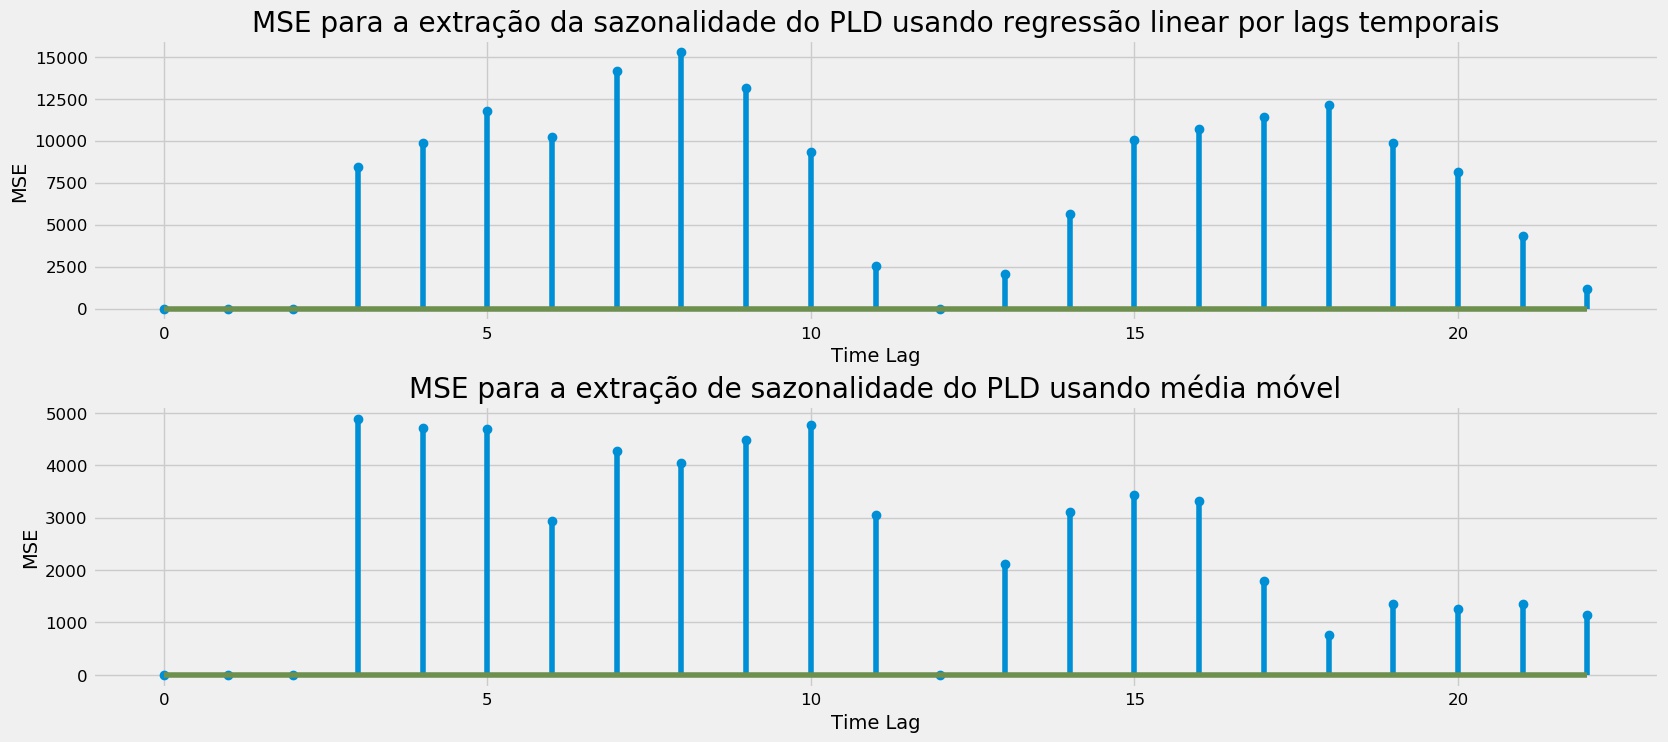 MSE para a extração da sazonalidade do PLD usando regressão linear por lags temporais
15000
12500
10000
7500
5000
2500
0
MSE
0 5 10 15 20
Time Lag
MSE para a extração de sazonalidade do PLD usando média móvel
5000
4000
3000
2000
1000
0
MSE
0 5 10 15 20
Time Lag